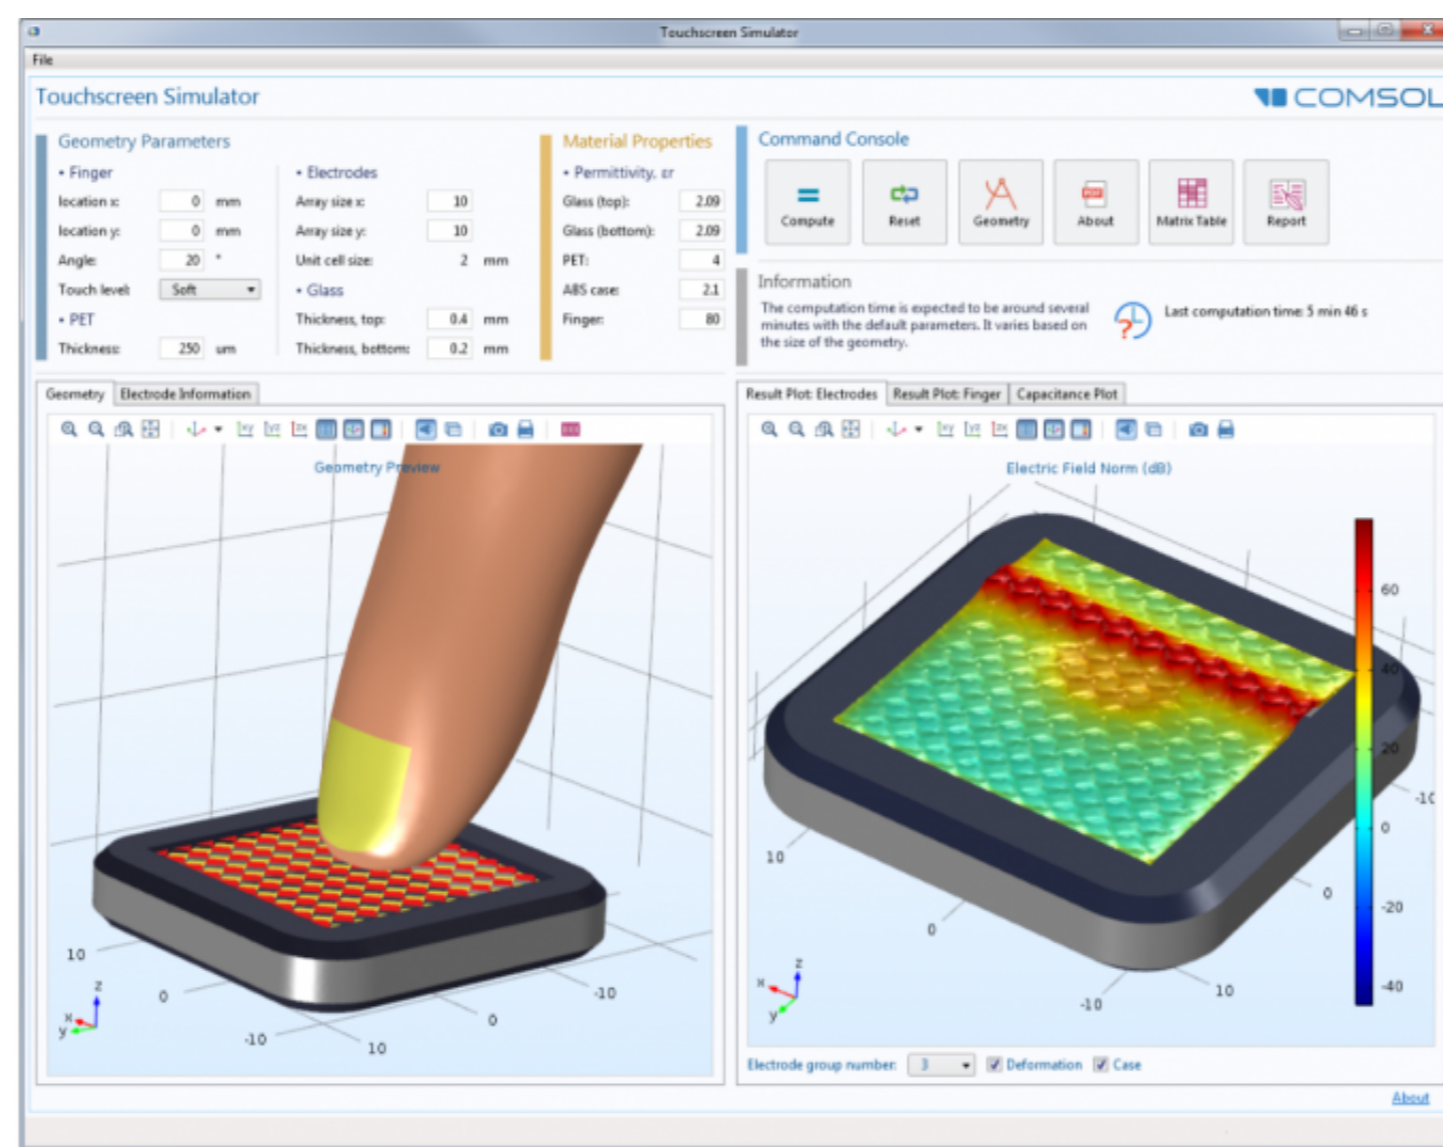 Touchscreen Simulator
File
Touchscreen Simulator
COMSOL
Geometry Parameters
• Finger
location x: 0 mm
location y: 0 mm
Angle: 20 °
Touch level: Soft
• PET
Thickness: 250 um
• Electrodes
Array size x: 10
Array size y: 10
Unit cell size: 2 mm
• Glass
Thickness, top: 0.4 mm
Thickness, bottom: 0.2 mm
Material Properties
• Permittivity, εr
Glass (top): 2.09
Glass (bottom): 2.09
PET: 4
ABS case: 2.1
Finger: 80
Command Console
Compute
Reset
Geometry
About
Matrix Table
Report
Information
The computation time is expected to be around several
minutes with the default parameters. It varies based on
the size of the geometry.
?
Last computation time: 5 min 46 s
Geometry Electrode Information
xy yz zx
Geometry Preview
10
0
-10
10
0
-10
z
x
y
Result Plot: Electrodes Result Plot: Finger Capacitance Plot
xy yz zx
Electric Field Norm (dB)
60
40
20
0
-20
-40
10
0
-10
10
0
-10
z
x
y
Electrode group number: 3 Deformation Case
About